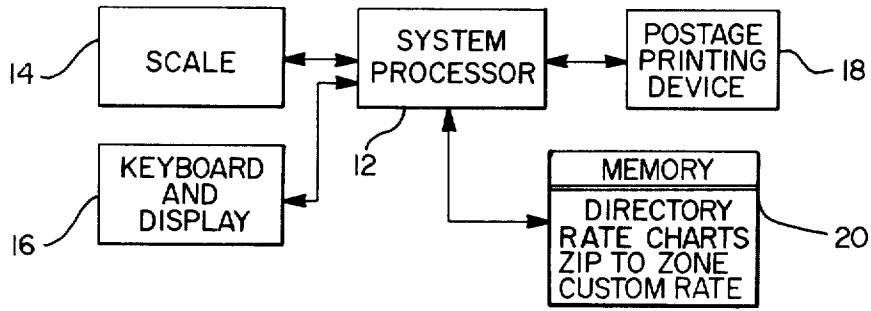 14
SCALE
SYSTEM
PROCESSOR
12
POSTAGE
PRINTING
DEVICE
18
16
KEYBOARD
AND
DISPLAY
MEMORY
DIRECTORY
RATE CHARTS
ZIP TO ZONE
CUSTOM RATE
20